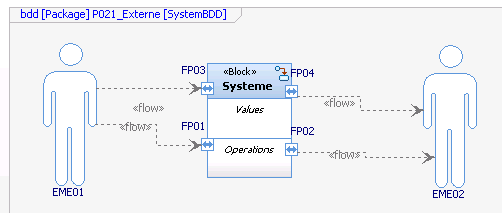 bdd [Package] P021_Externe [SystemBDD]
FP03
«Block»
Systeme
FP04
«flow»
Values
«flow»
FP01
«flow»
FP02
Operations
«flow»
EME01
EME02